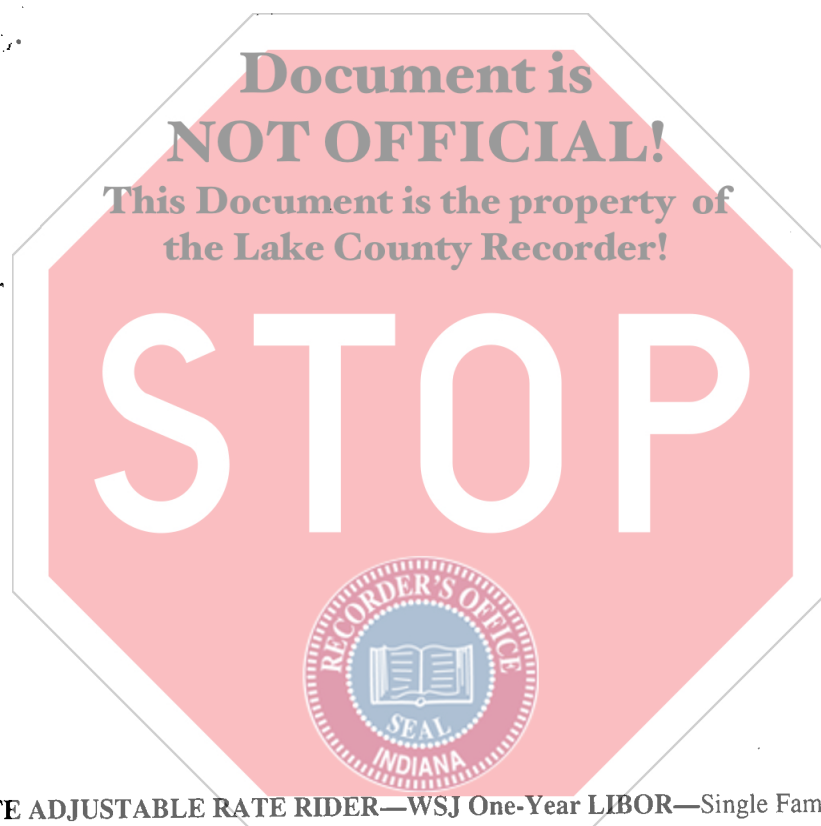 Document is
NOT OFFICIAL!
This Document is the property of
the Lake County Recorder!
STOP
RECORDER'S OFFICE
SEAL
INDIANA
E ADJUSTABLE RATE RIDER—WSJ One-Year LIBOR—Single Fam